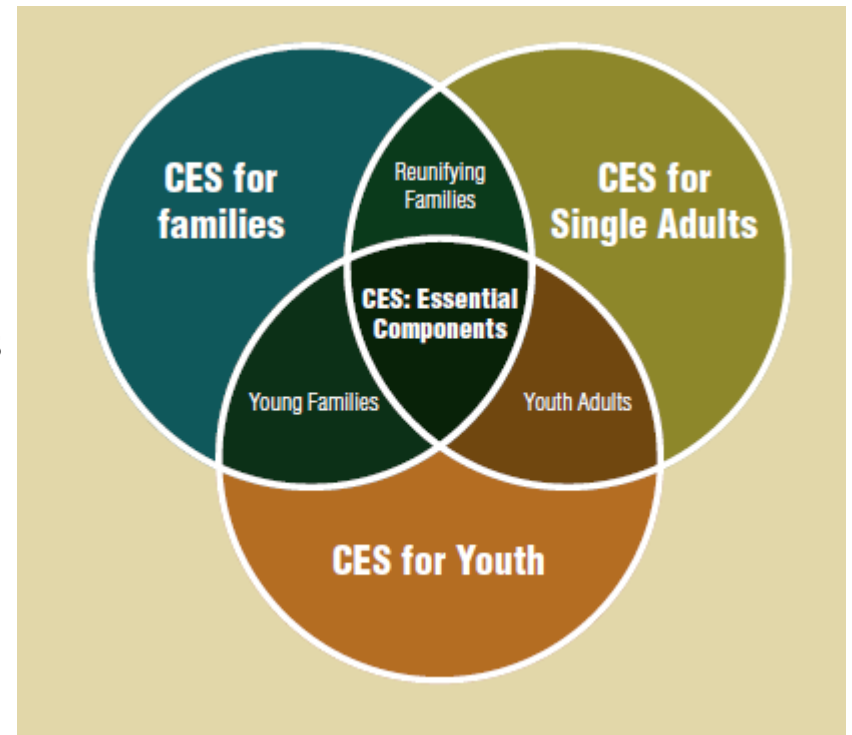 CES for
families
Reunifying
Families
CES for
Single Adults
CES: Essential
Components
Young Families
Youth Adults
CES for Youth